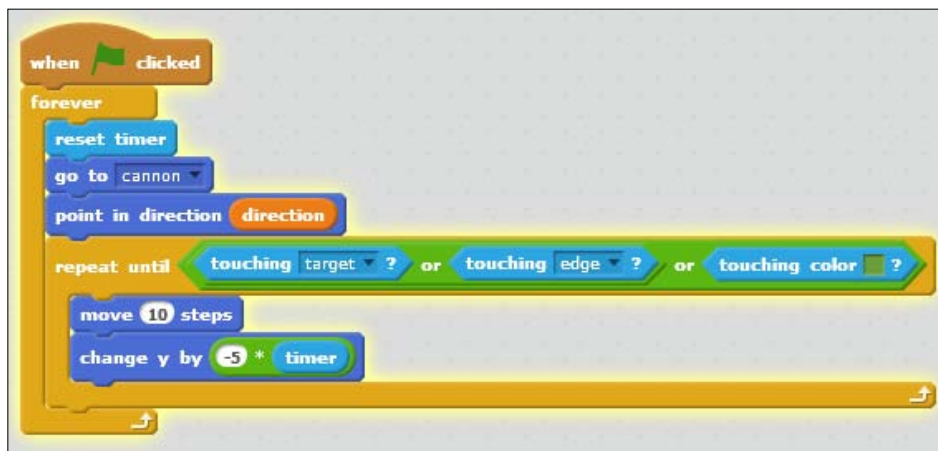 when clicked
forever
reset timer
go to cannon
point in direction direction
repeat until touching target ? or touching edge ? or touching color ?
move 10 steps
change y by -5 * timer